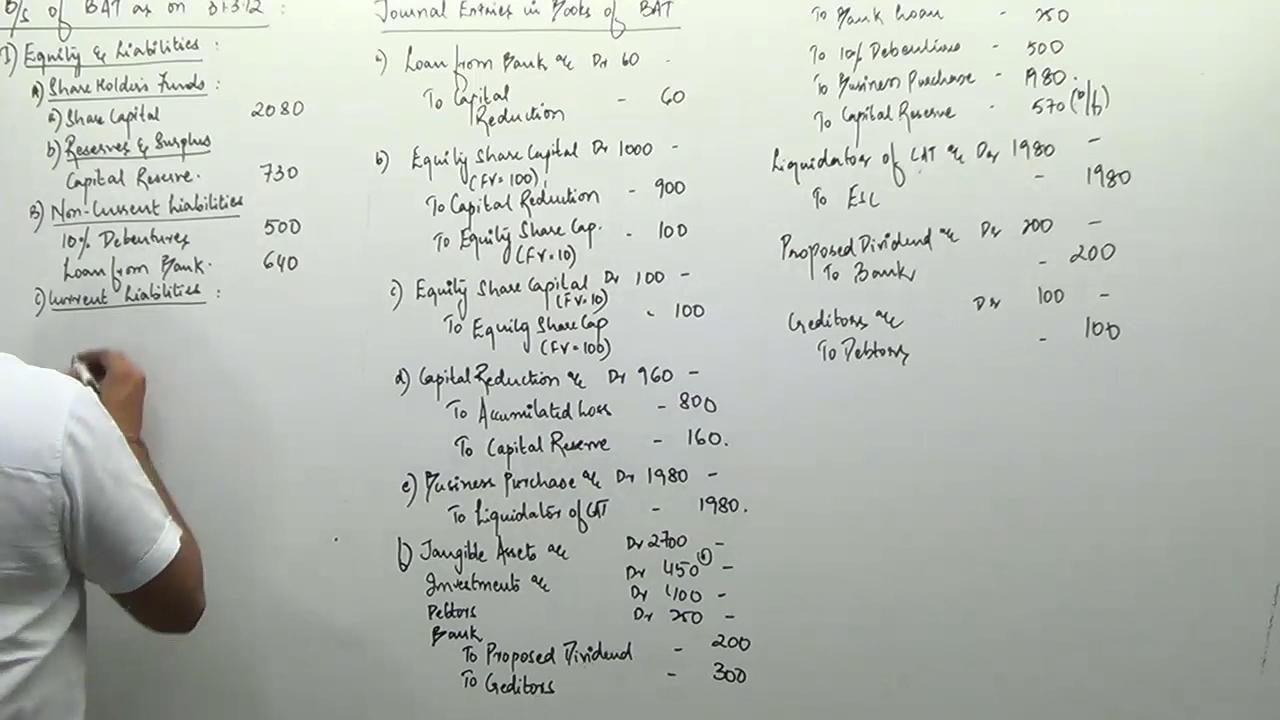 B/s of BAT as on 31.3.12 :
I) Equity & Liabilities :
A) Share Holders Funds :
a) Share Capital 2080
b) Reserves & Surplus
Capital Reserve. 730
B) Non-Current Liabilities
10% Debentures 500
Loan from Bank. 640
C) Current Liabilities :
Journal Entries in Books of BAT
a) Loan from Bank a/c Dr 60 -
To Capital Reduction - 60
b) Equity Share Capital Dr 1000 -
(FV=100)
To Capital Reduction - 900
To Equity Share Cap. - 100
(FV=10)
c) Equity Share Capital Dr 100 -
(FV=10)
To Equity Share Cap - 100
(FV=100)
d) Capital Reduction a/c Dr 960 -
To Accumilated Loss - 800
To Capital Reserve - 160.
e) Business Purchase a/c Dr 1980 -
To Liquidator of CAT - 1980.
f) Tangible Assets a/c Dr 2700 -
Investments a/c Dr 450 -
Debtors Dr 400 -
Bank Dr 250 -
To Proposed Dividend - 200
To Creditors - 300
To Bank Loan - 250
To 10% Debentures - 500
To Business Purchase - 1980.
To Capital Reserve - 570 (b/f)
Liquidator of CAT a/c Dr 1980 -
To ESC - 1980
Proposed Dividend a/c Dr 200 -
To Bank - 200
Creditors a/c Dr 100 -
To Debtors - 100